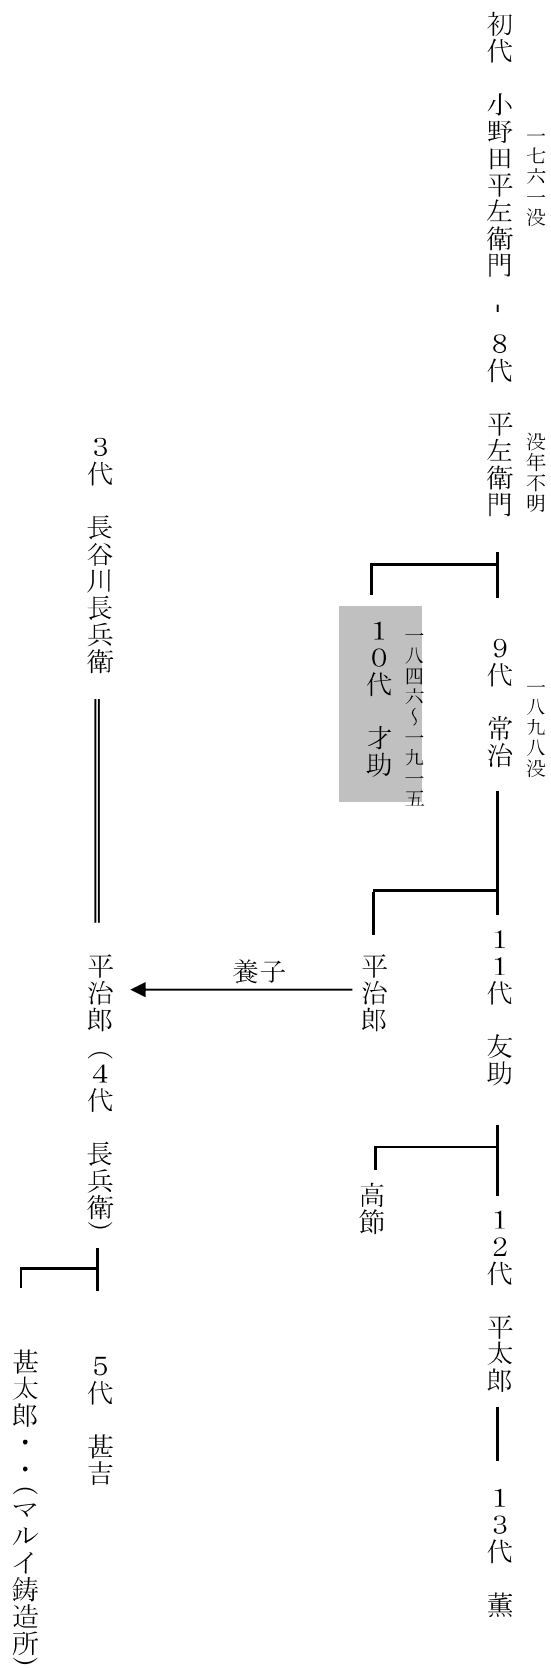 一七六一没
初代　小野田平左衛門 - 8代　平左衛門
没年不明
一八九八没
9代　常治
一八四六～一九一五
10代　才助
11代　友助
平治郎
養子
12代　平太郎
高節
13代　薫
3代　長谷川長兵衛
平治郎（4代　長兵衛）
5代　甚吉
甚太郎・・（マルイ鋳造所）